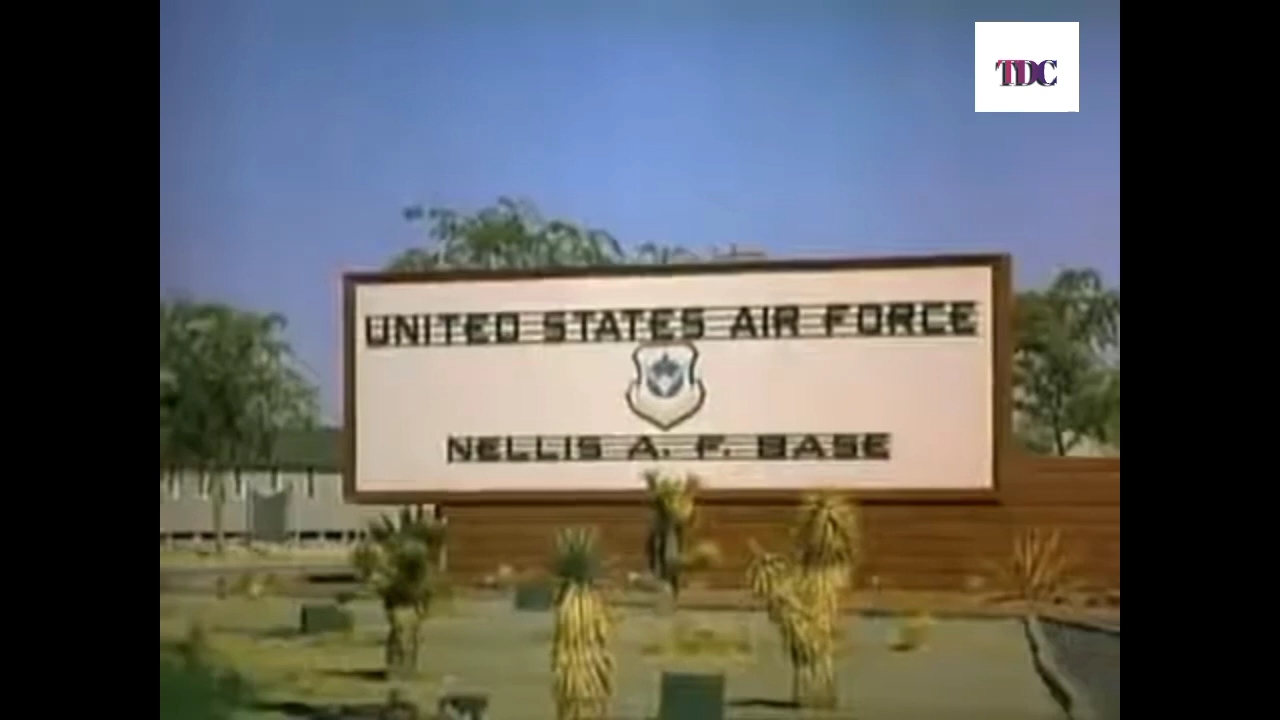 TDC
UNITED STATES AIR FORCE
NELLIS A. F. BASE